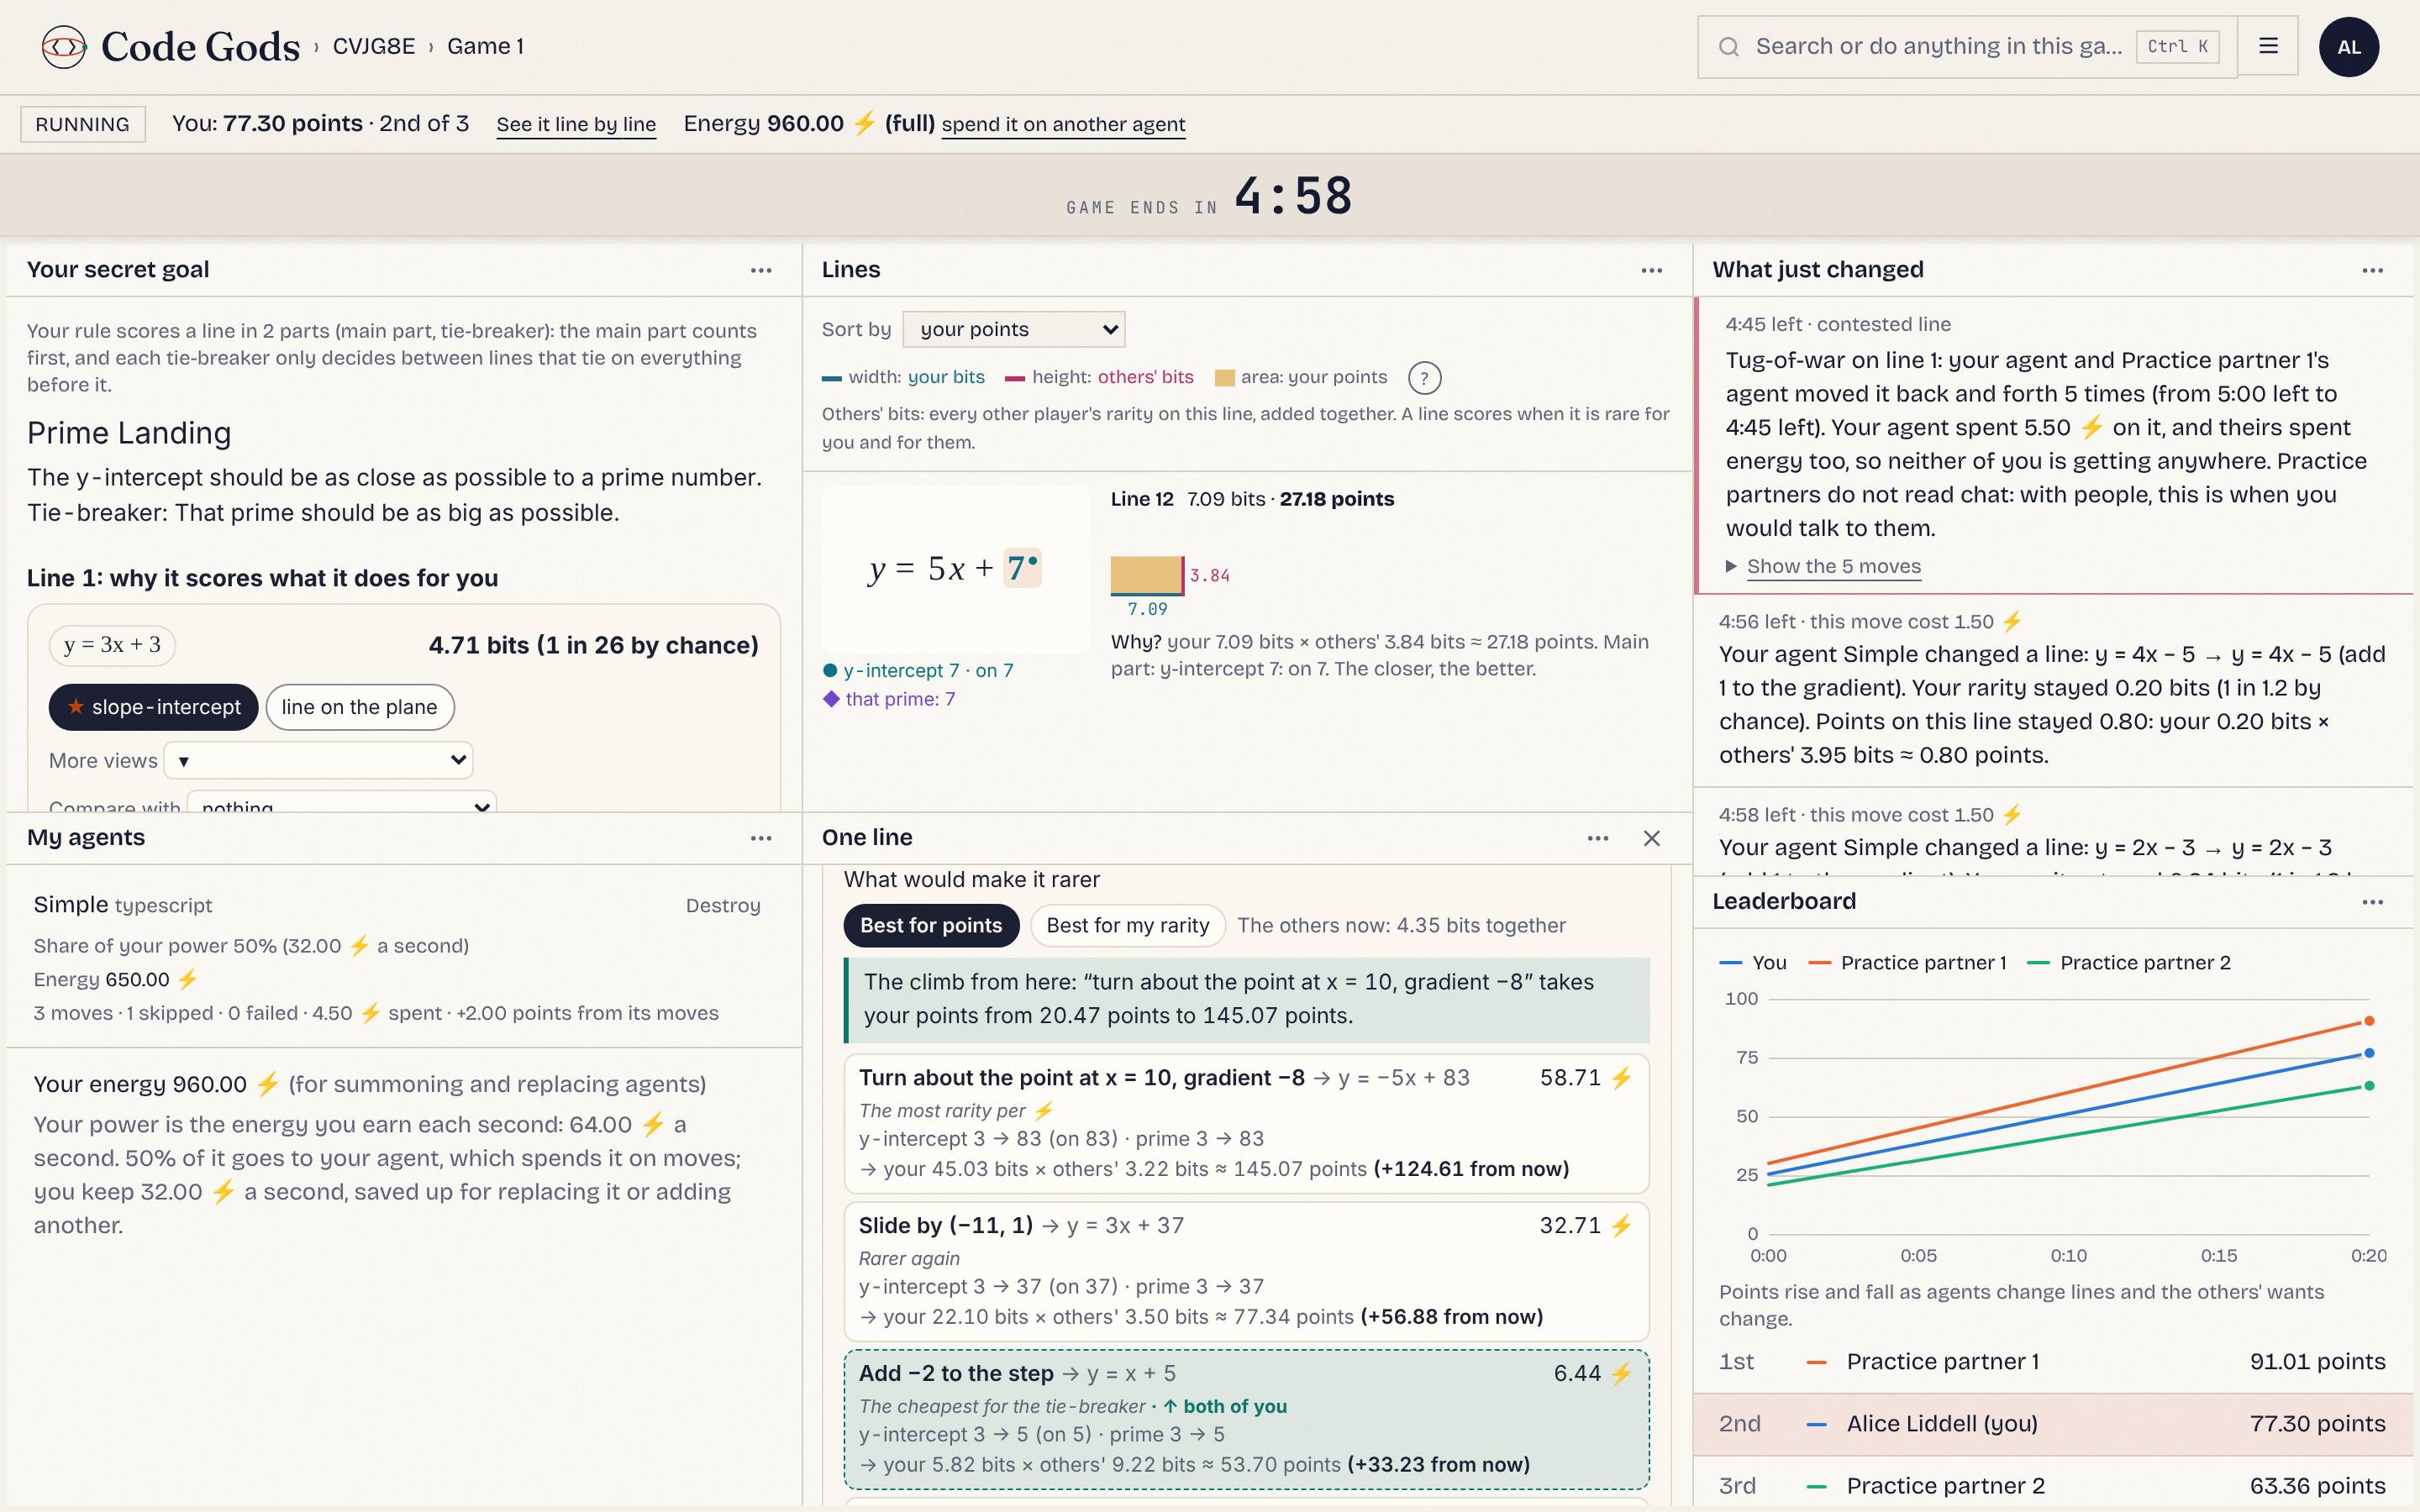 Code Gods › CVJG8E › Game 1
Search or do anything in this ga... Ctrl K
AL
RUNNING You: 77.30 points · 2nd of 3 See it line by line Energy 960.00 ⚡ (full) spend it on another agent
GAME ENDS IN 4:58
Your secret goal
Your rule scores a line in 2 parts (main part, tie-breaker): the main part counts
first, and each tie-breaker only decides between lines that tie on everything
before it.
Prime Landing
The y-intercept should be as close as possible to a prime number.
Tie-breaker: That prime should be as big as possible.
Line 1: why it scores what it does for you
y = 3x + 3 4.71 bits (1 in 26 by chance)
★ slope-intercept line on the plane
More views ▾
Compare with nothing
My agents
Simple typescript Destroy
Share of your power 50% (32.00 ⚡ a second)
Energy 650.00 ⚡
3 moves · 1 skipped · 0 failed · 4.50 ⚡ spent · +2.00 points from its moves
Your energy 960.00 ⚡ (for summoning and replacing agents)
Your power is the energy you earn each second: 64.00 ⚡ a
second. 50% of it goes to your agent, which spends it on moves;
you keep 32.00 ⚡ a second, saved up for replacing it or adding
another.
Lines
Sort by your points
width: your bits height: others' bits area: your points ?
Others' bits: every other player's rarity on this line, added together. A line scores when it is rare for
you and for them.
y = 5x + 7
y-intercept 7 · on 7
that prime: 7
Line 12 7.09 bits · 27.18 points
3.84
7.09
Why? your 7.09 bits × others' 3.84 bits ≈ 27.18 points. Main
part: y-intercept 7: on 7. The closer, the better.
One line
What would make it rarer
Best for points Best for my rarity The others now: 4.35 bits together
The climb from here: “turn about the point at x = 10, gradient −8” takes
your points from 20.47 points to 145.07 points.
Turn about the point at x = 10, gradient −8 → y = −5x + 83 58.71 ⚡
The most rarity per ⚡
y-intercept 3 → 83 (on 83) · prime 3 → 83
→ your 45.03 bits × others' 3.22 bits ≈ 145.07 points (+124.61 from now)
Slide by (−11, 1) → y = 3x + 37 32.71 ⚡
Rarer again
y-intercept 3 → 37 (on 37) · prime 3 → 37
→ your 22.10 bits × others' 3.50 bits ≈ 77.34 points (+56.88 from now)
Add −2 to the step → y = x + 5 6.44 ⚡
The cheapest for the tie-breaker · ↑ both of you
y-intercept 3 → 5 (on 5) · prime 3 → 5
→ your 5.82 bits × others' 9.22 bits ≈ 53.70 points (+33.23 from now)
What just changed
4:45 left · contested line
Tug-of-war on line 1: your agent and Practice partner 1's
agent moved it back and forth 5 times (from 5:00 left to
4:45 left). Your agent spent 5.50 ⚡ on it, and theirs spent
energy too, so neither of you is getting anywhere. Practice
partners do not read chat: with people, this is when you
would talk to them.
▶ Show the 5 moves
4:56 left · this move cost 1.50 ⚡
Your agent Simple changed a line: y = 4x − 5 → y = 4x − 5 (add
1 to the gradient). Your rarity stayed 0.20 bits (1 in 1.2 by
chance). Points on this line stayed 0.80: your 0.20 bits ×
others' 3.95 bits ≈ 0.80 points.
4:58 left · this move cost 1.50 ⚡
Your agent Simple changed a line: y = 2x − 3 → y = 2x − 3
Leaderboard
You Practice partner 1 Practice partner 2
100
75
50
25
0
0:00 0:05 0:10 0:15 0:20
Points rise and fall as agents change lines and the others' wants
change.
1st Practice partner 1 91.01 points
2nd Alice Liddell (you) 77.30 points
3rd Practice partner 2 63.36 points